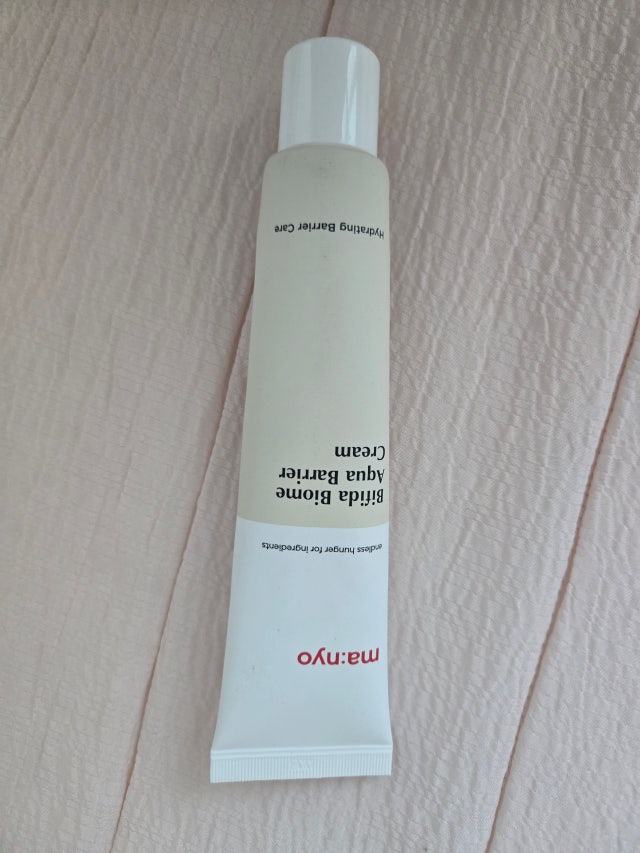 ma:nyo
endless hunger for ingredients
Bifida Biome
Aqua Barrier
Cream
Hydrating Barrier Care